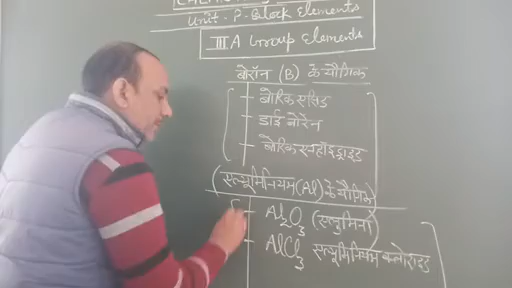 Unit - P-Block Elements
III A Group Elements
बोरॉन (B) के यौगिक
- बोरिक एसिड
- डाई बोरेन
- बोरिक एनहाइड्राइड
(एल्यूमिनियम (Al) के यौगिक
- Al2O3 (एलुमिना)
- AlCl3 एल्यूमिनियम क्लोराइड